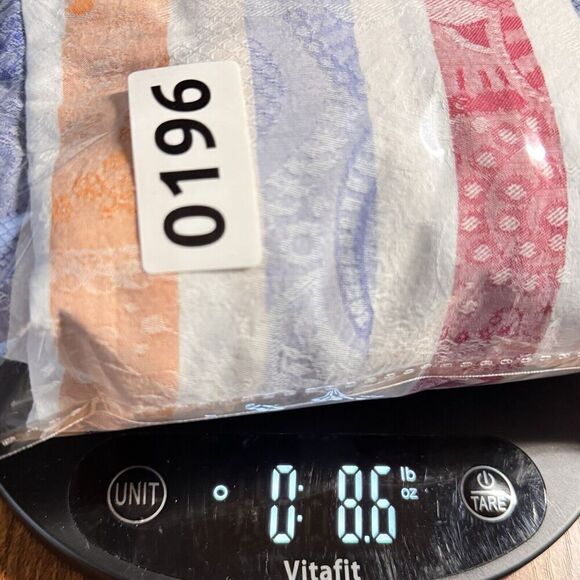 0196
UNIT
0: 8.6 lb oz
TARE
Vitafit